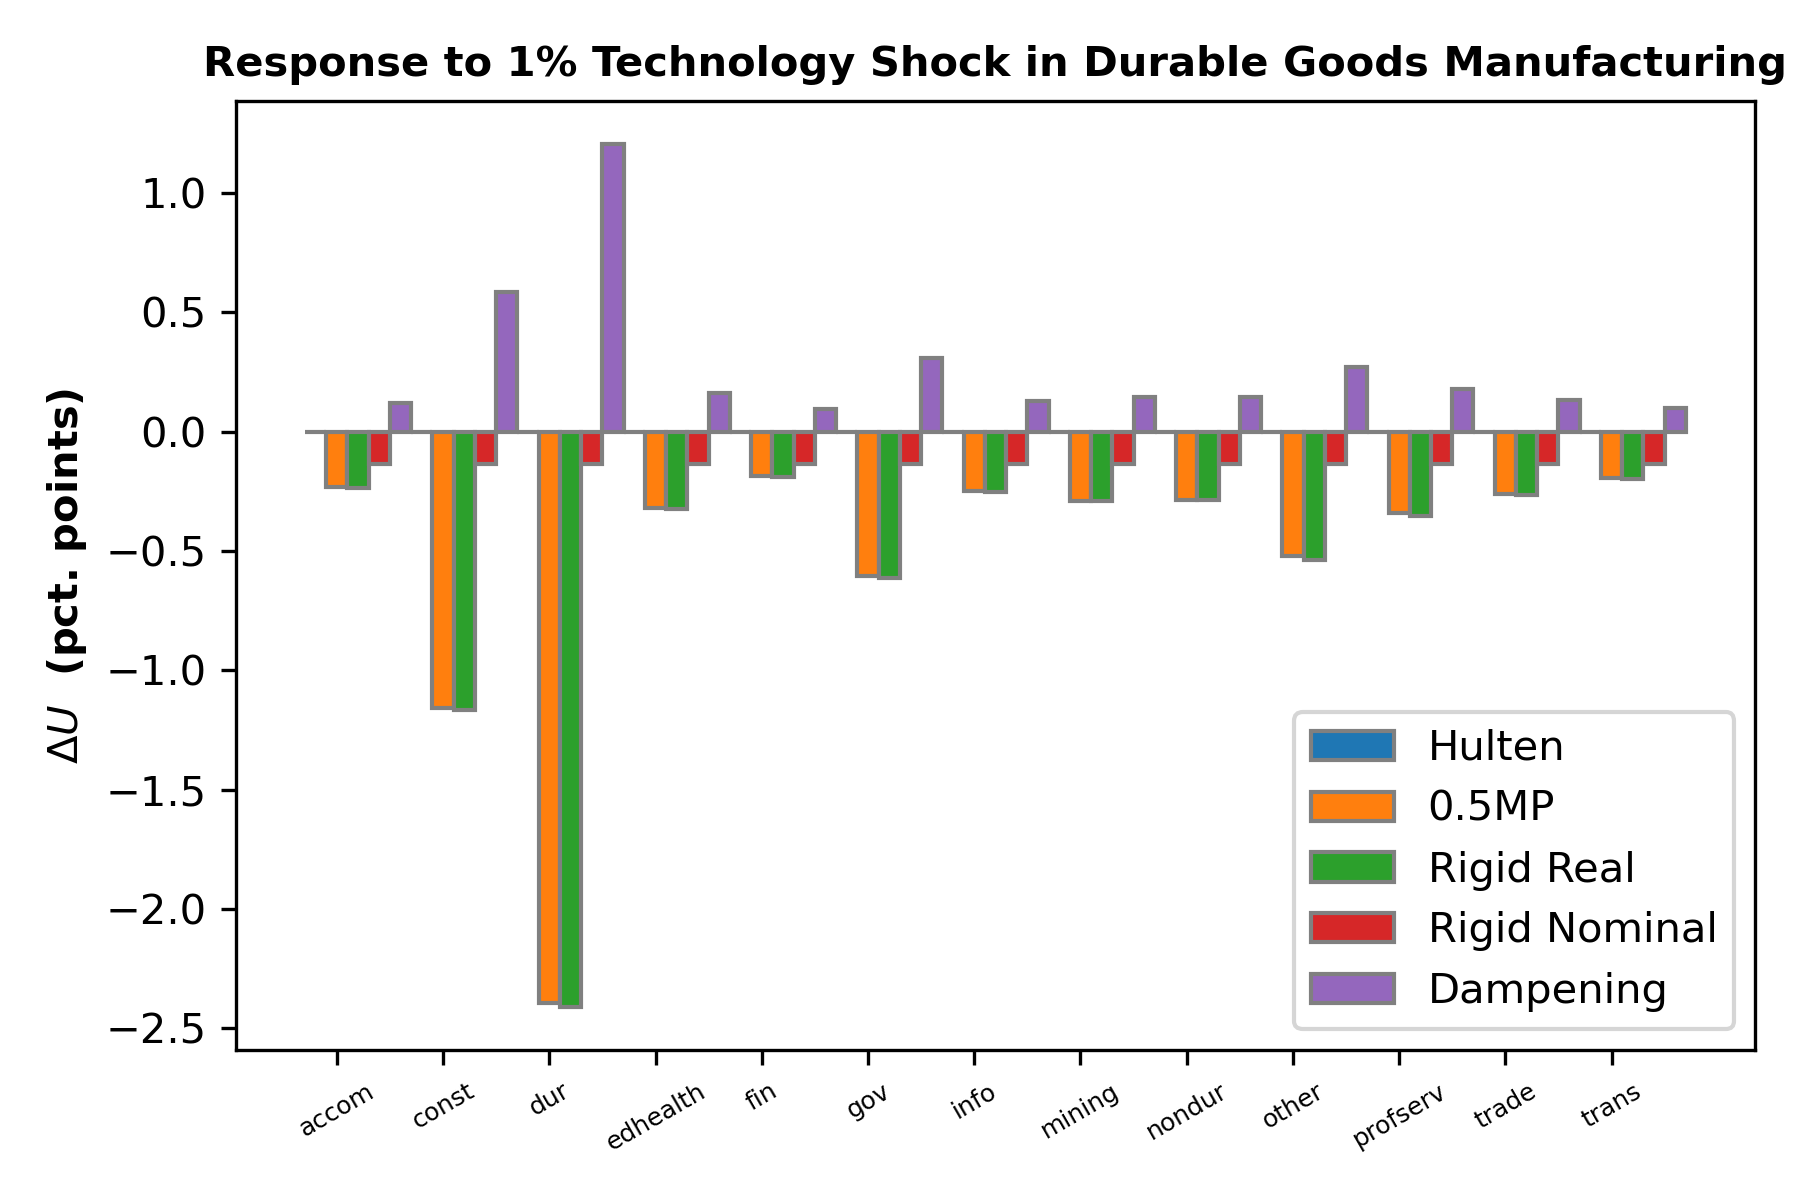 Response to 1% Technology Shock in Durable Goods Manufacturing
ΔU (pct. points)
1.0
0.5
0.0
−0.5
−1.0
−1.5
−2.0
−2.5
Hulten
0.5MP
Rigid Real
Rigid Nominal
Dampening
accom
const
dur
edhealth
fin
gov
info
mining
nondur
other
profserv
trade
trans